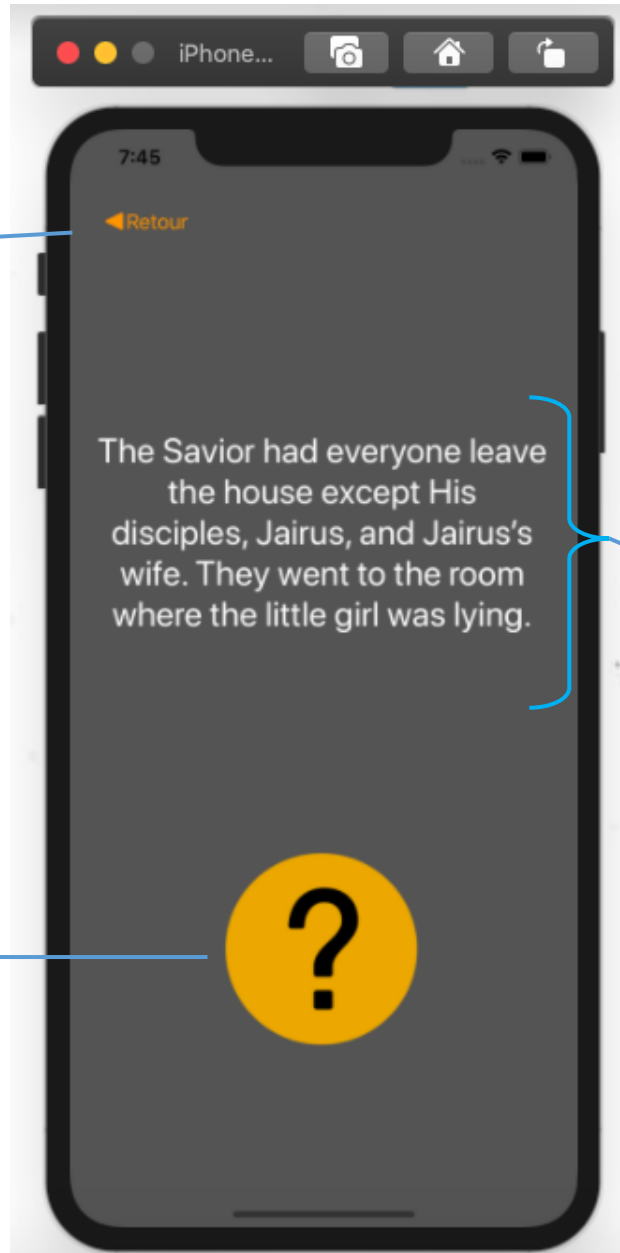 iPhone...
7:45
Retour
The Savior had everyone leave
the house except His
disciples, Jairus, and Jairus’s
wife. They went to the room
where the little girl was lying.
?